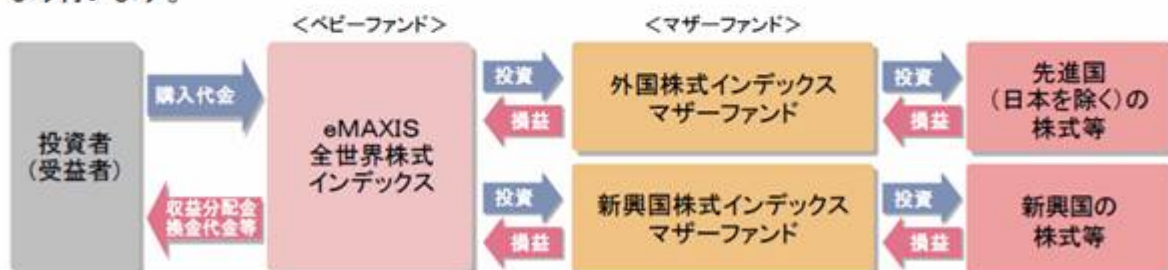 ＜ベビーファンド＞
＜マザーファンド＞
投資者
(受益者)
購入代金
収益分配金
換金代金等
eMAXIS
全世界株式
インデックス
投資
損益
外国株式インデックス
マザーファンド
投資
損益
先進国
(日本を除く)の
株式等
投資
損益
新興国株式インデックス
マザーファンド
投資
損益
新興国の
株式等